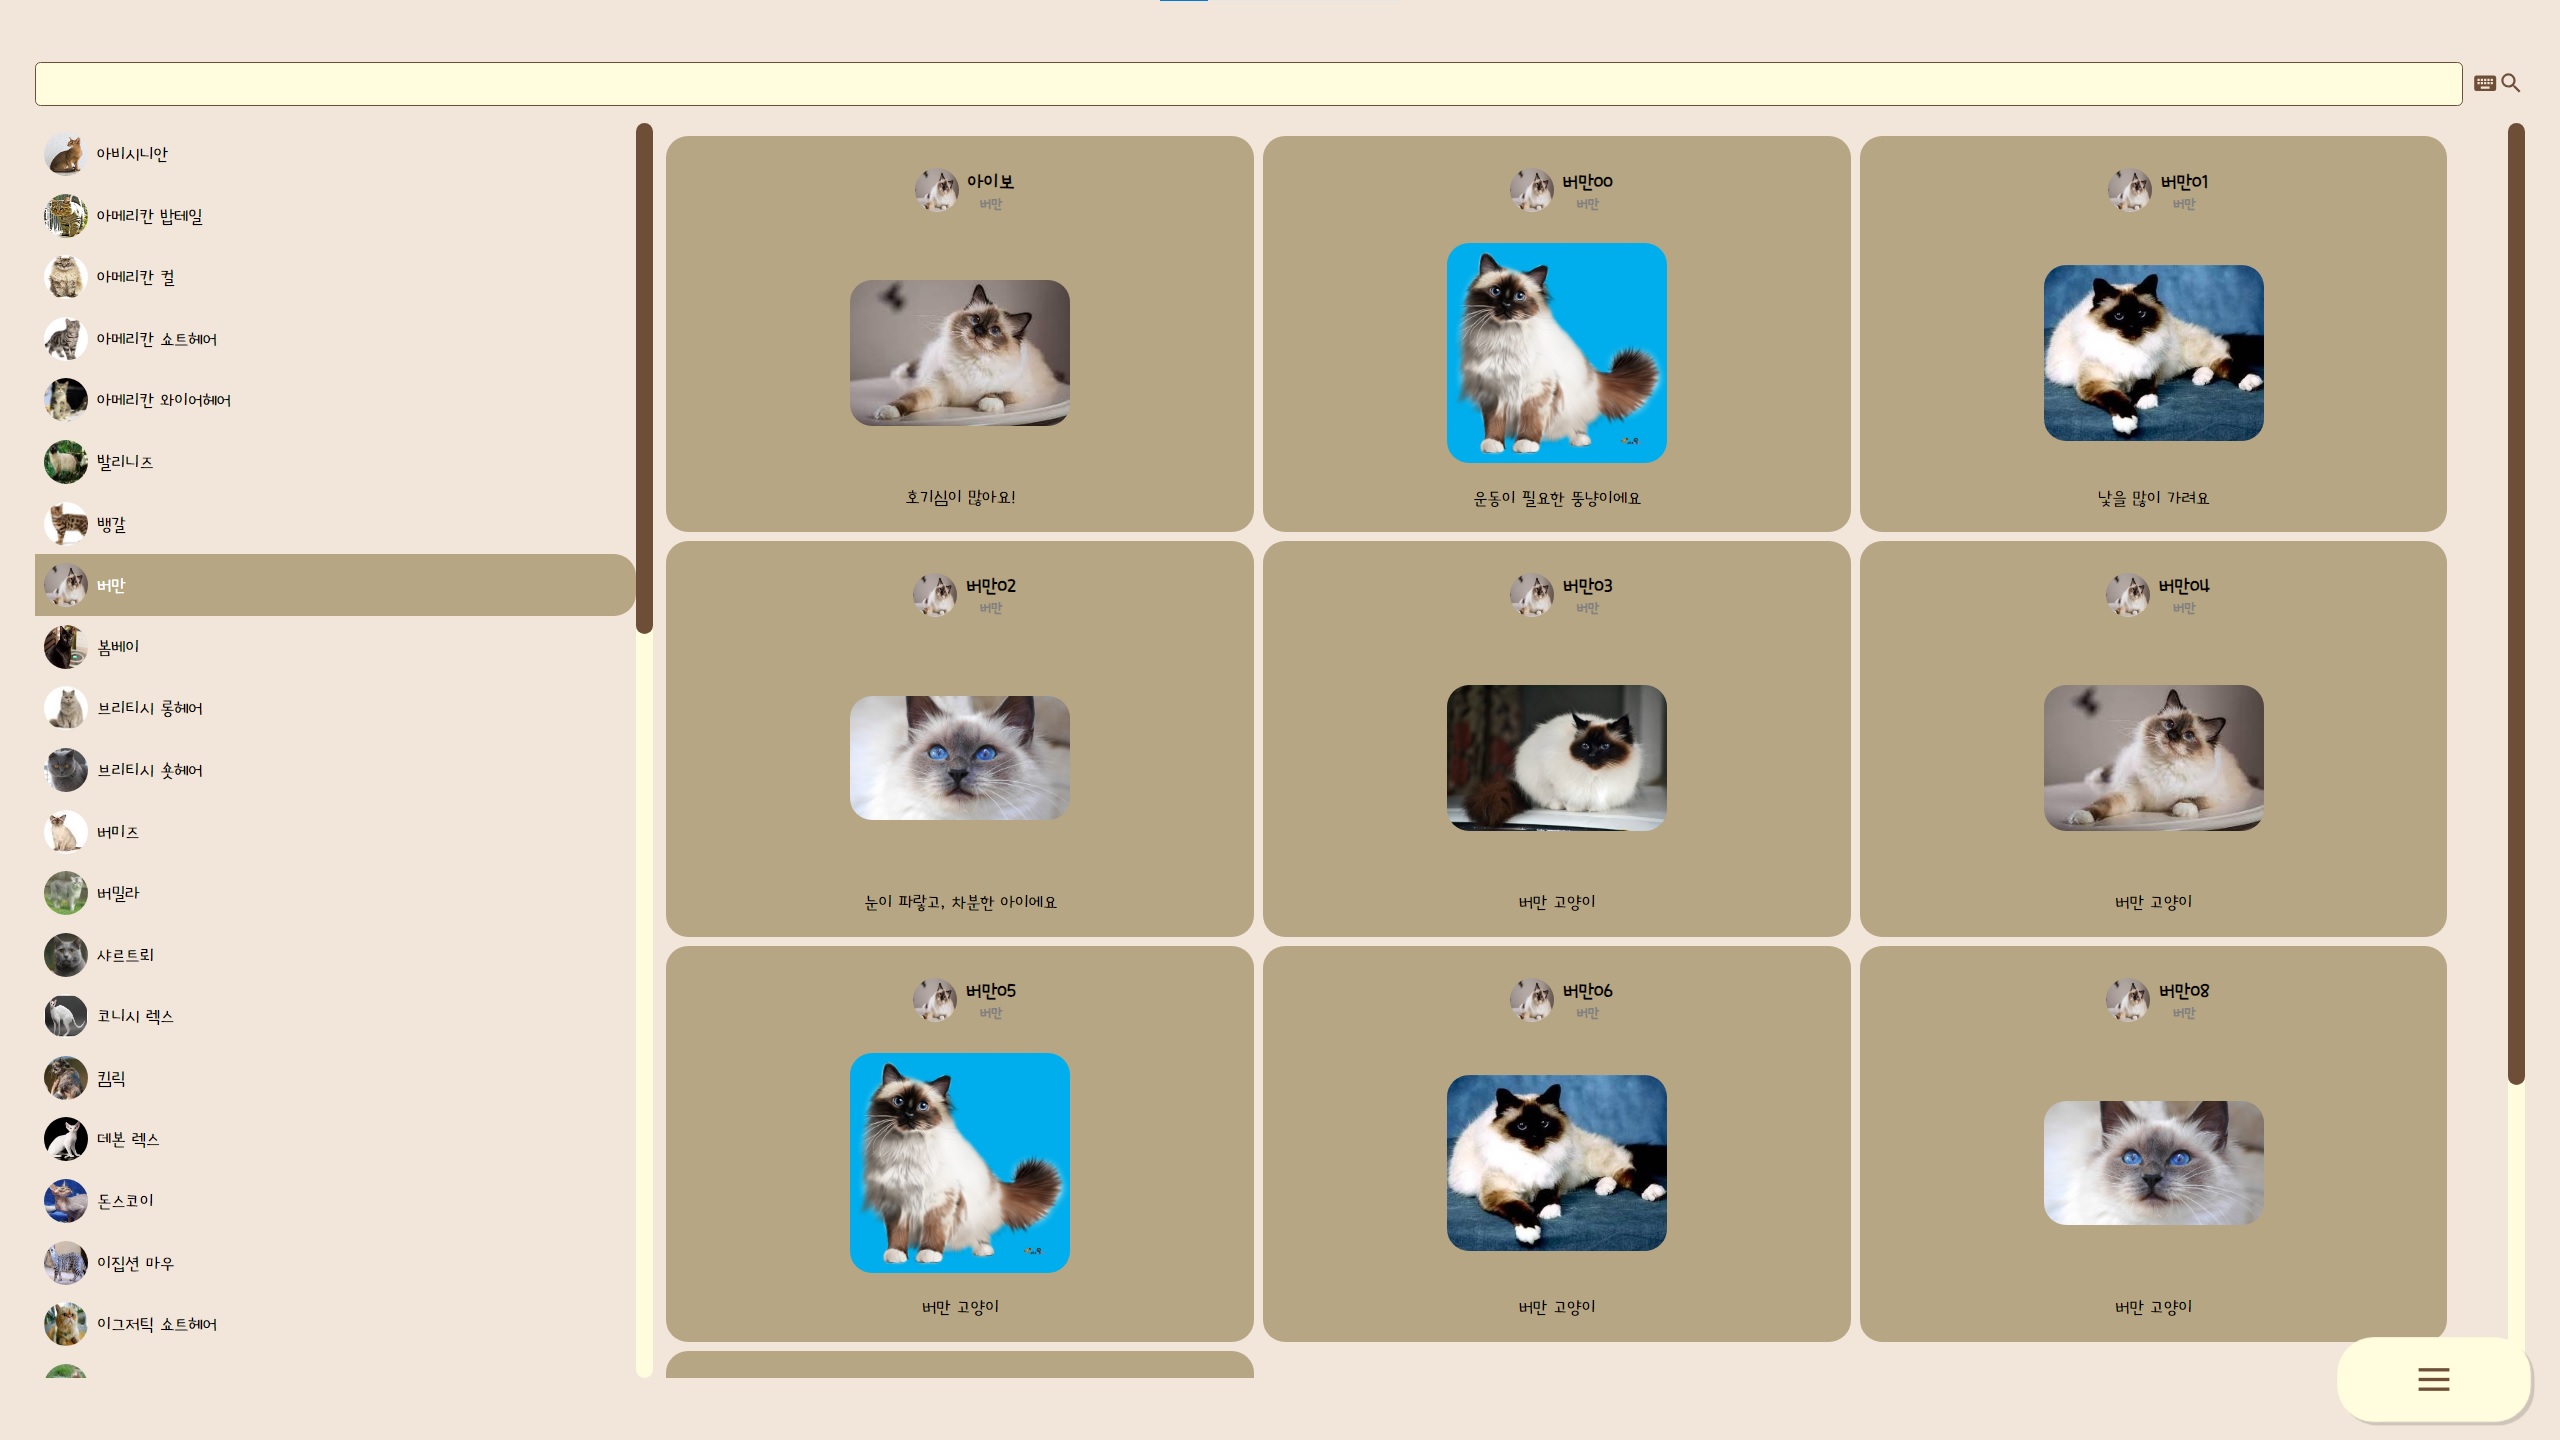 아비시니안
아메리칸 밥테일
아메리칸 컬
아메리칸 쇼트헤어
아메리칸 와이어헤어
발리니즈
뱅갈
버만
봄베이
브리티시 롱헤어
브리티시 숏헤어
버미즈
버밀라
샤르트뢰
코니시 렉스
킴릭
데본 렉스
돈스코이
이집션 마우
이그저틱 쇼트헤어
아이보
버만
호기심이 많아요!
버만00
버만
운동이 필요한 뚱냥이에요
버만01
버만
낯을 많이 가려요
버만02
버만
눈이 파랗고, 차분한 아이에요
버만03
버만
버만 고양이
버만04
버만
버만 고양이
버만05
버만
버만 고양이
버만06
버만
버만 고양이
버만08
버만
버만 고양이